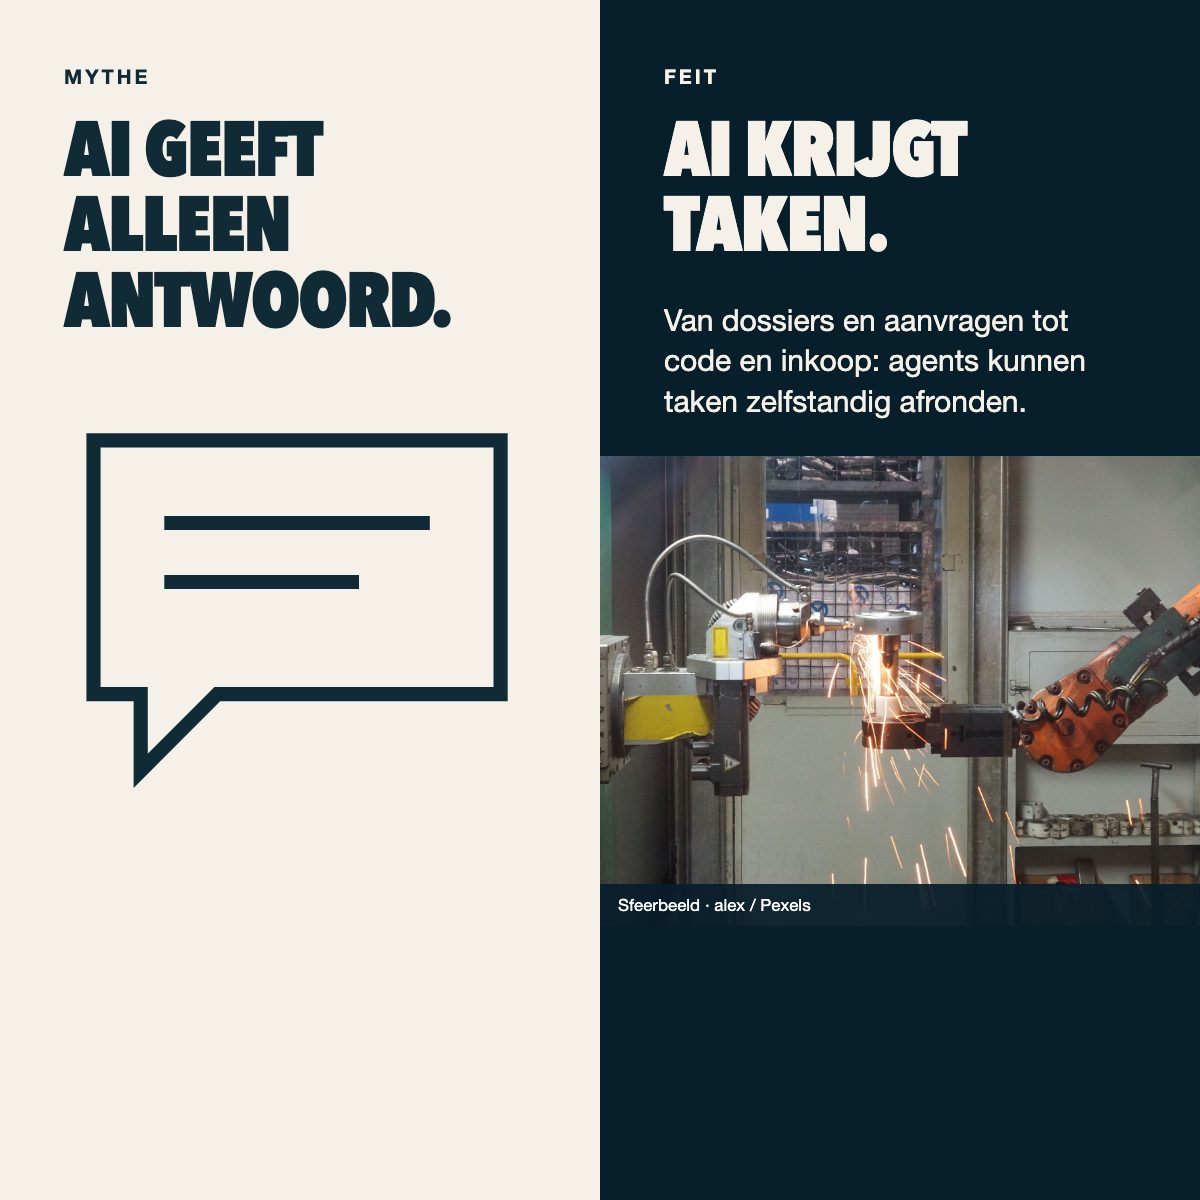 MYTHE
AI GEEFT
ALLEEN
ANTWOORD.
FEIT
AI KRIJGT
TAKEN.
Van dossiers en aanvragen tot
code en inkoop: agents kunnen
taken zelfstandig afronden.
Sfeerbeeld · alex / Pexels